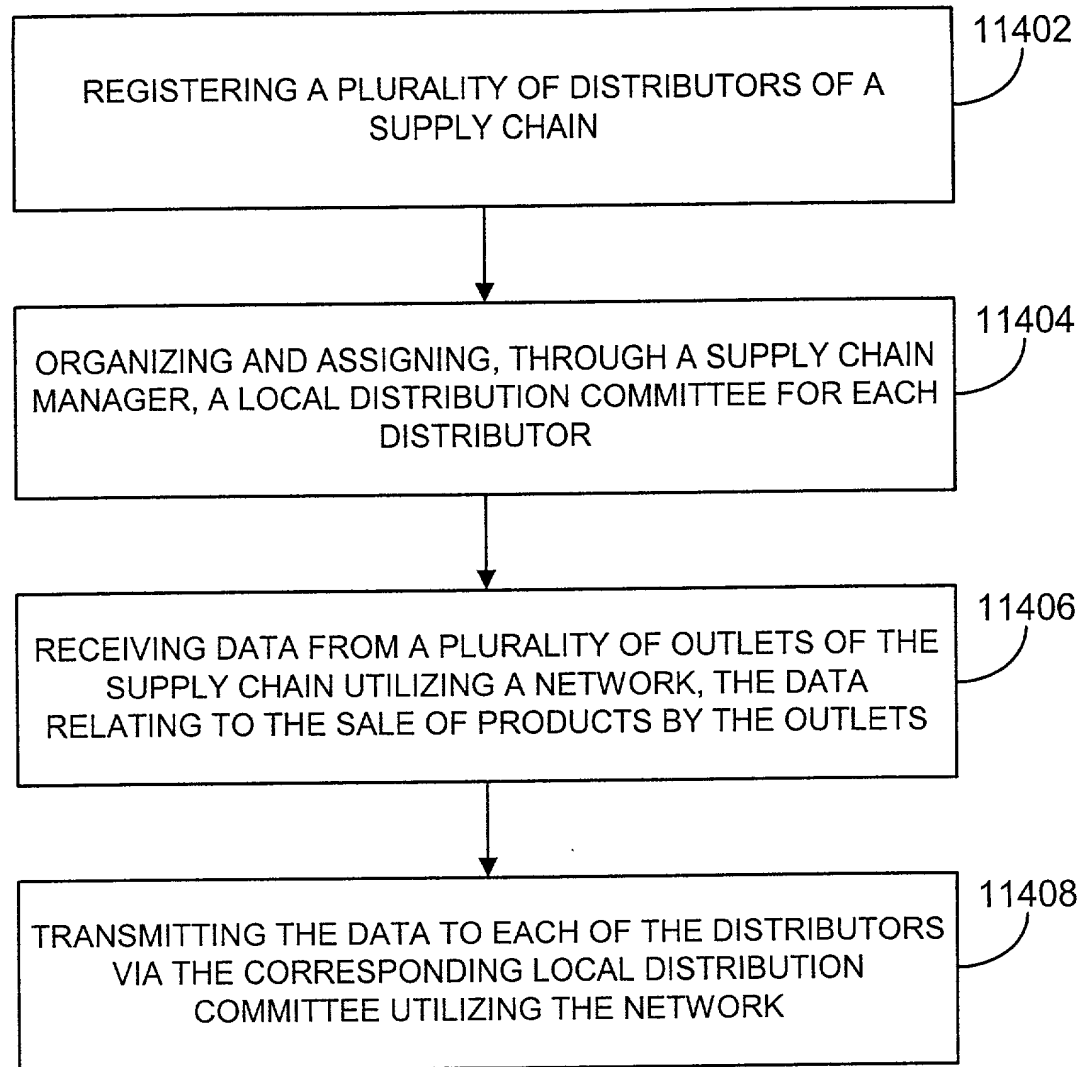 11402
REGISTERING A PLURALITY OF DISTRIBUTORS OF A
SUPPLY CHAIN
11404
ORGANIZING AND ASSIGNING, THROUGH A SUPPLY CHAIN
MANAGER, A LOCAL DISTRIBUTION COMMITTEE FOR EACH
DISTRIBUTOR
11406
RECEIVING DATA FROM A PLURALITY OF OUTLETS OF THE
SUPPLY CHAIN UTILIZING A NETWORK, THE DATA
RELATING TO THE SALE OF PRODUCTS BY THE OUTLETS
11408
TRANSMITTING THE DATA TO EACH OF THE DISTRIBUTORS
VIA THE CORRESPONDING LOCAL DISTRIBUTION
COMMITTEE UTILIZING THE NETWORK